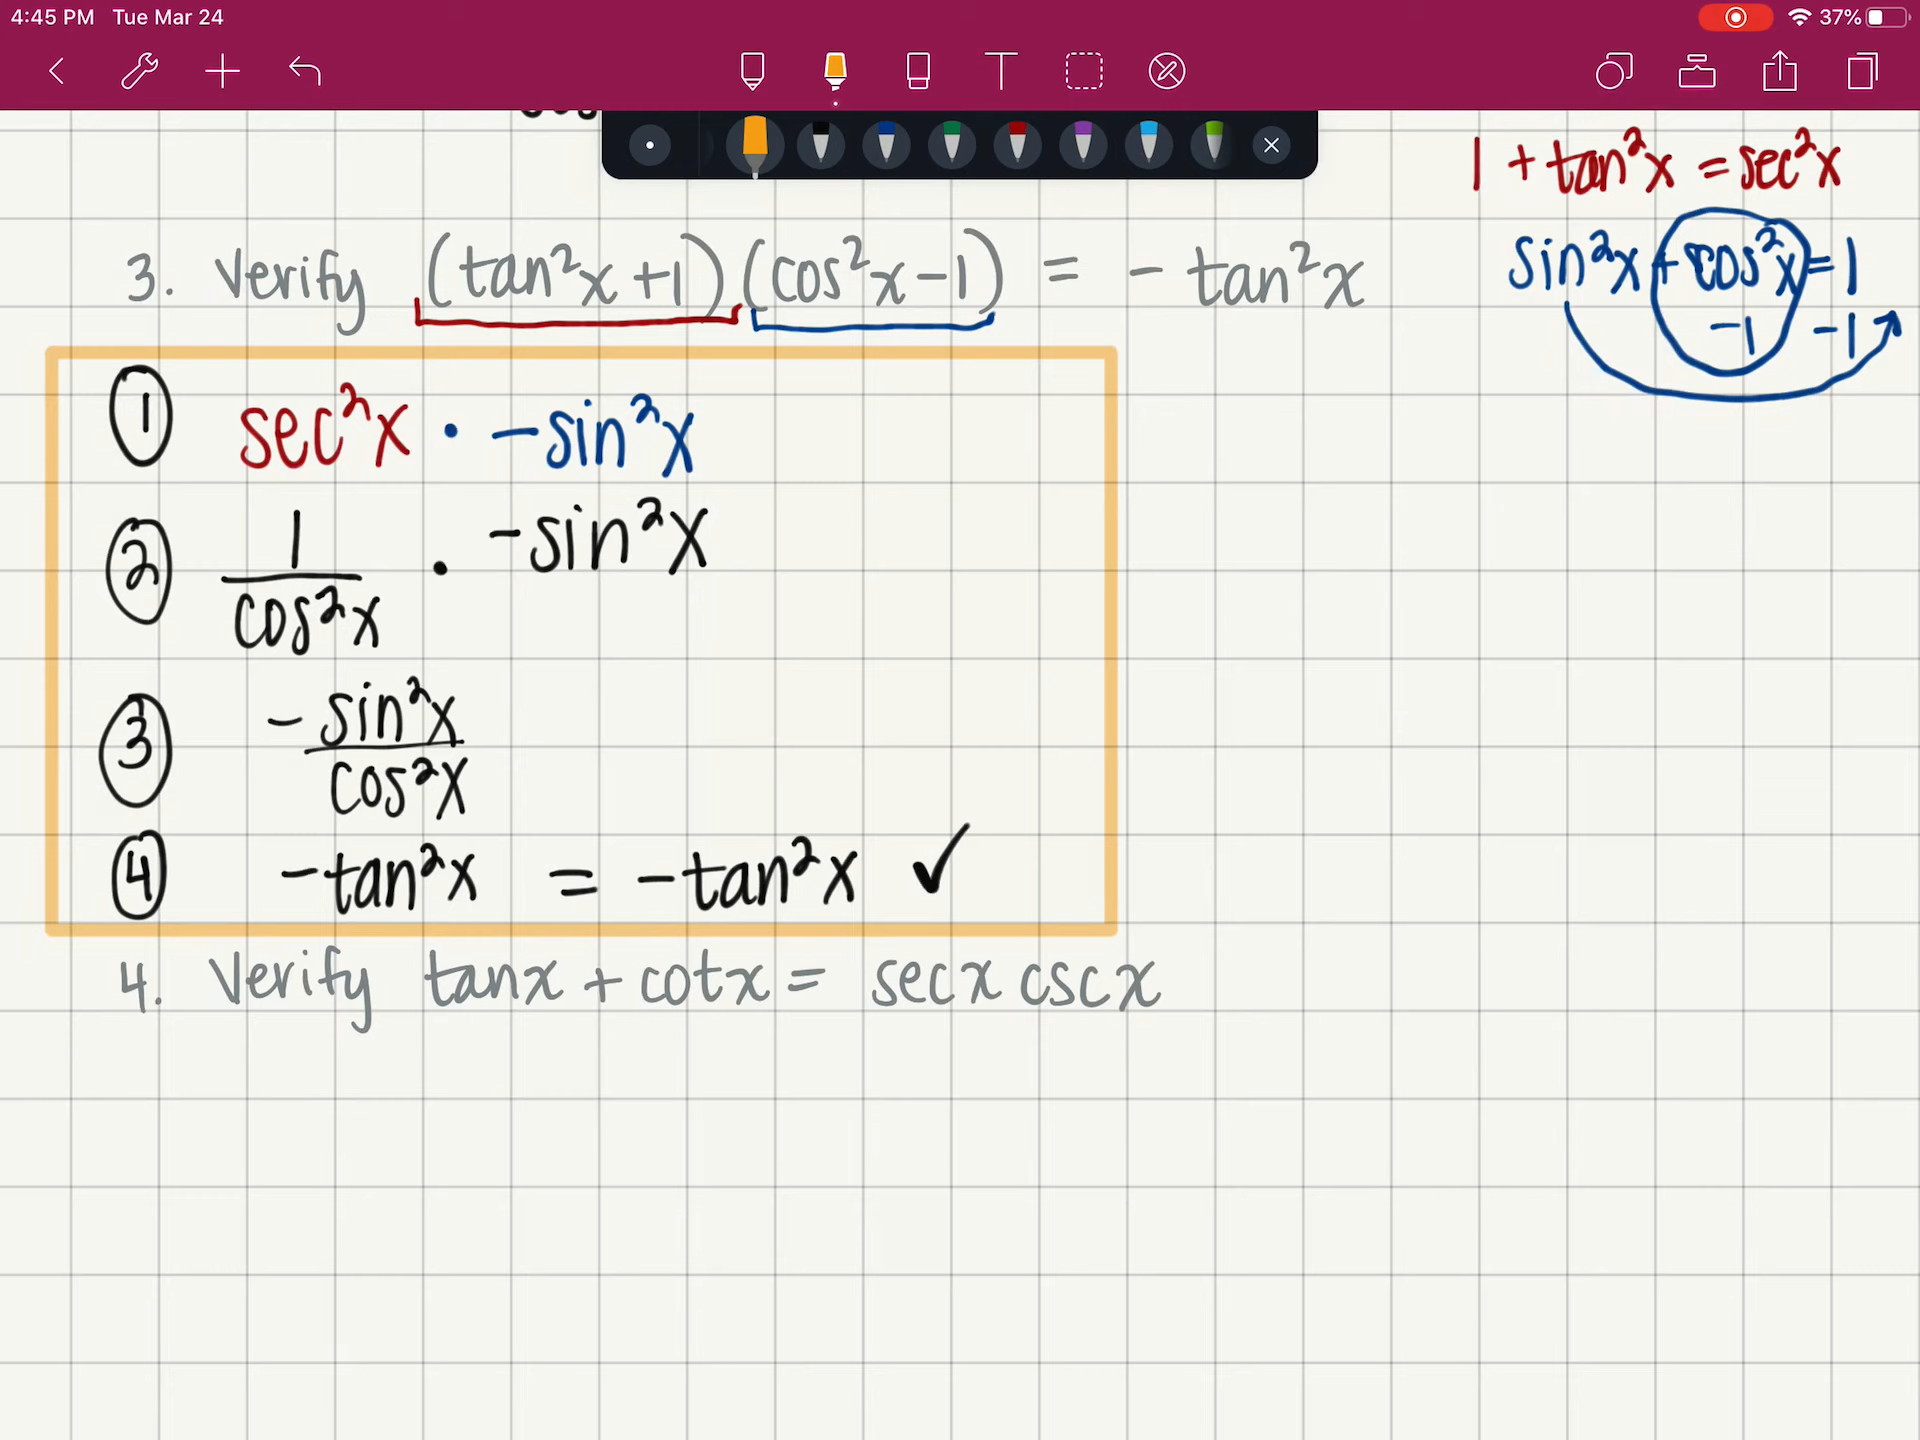 4:45 PM Tue Mar 24 37%
1 + tan²x = sec²x
3. Verify (tan²x +1)(cos²x −1) = − tan²x
sin²x + cos²x = 1
−1 −1
① sec²x · −sin²x
② 1/cos²x · −sin²x
③ − sin²x/cos²x
④ −tan²x = −tan²x ✓
4. Verify tanx + cotx = secx cscx